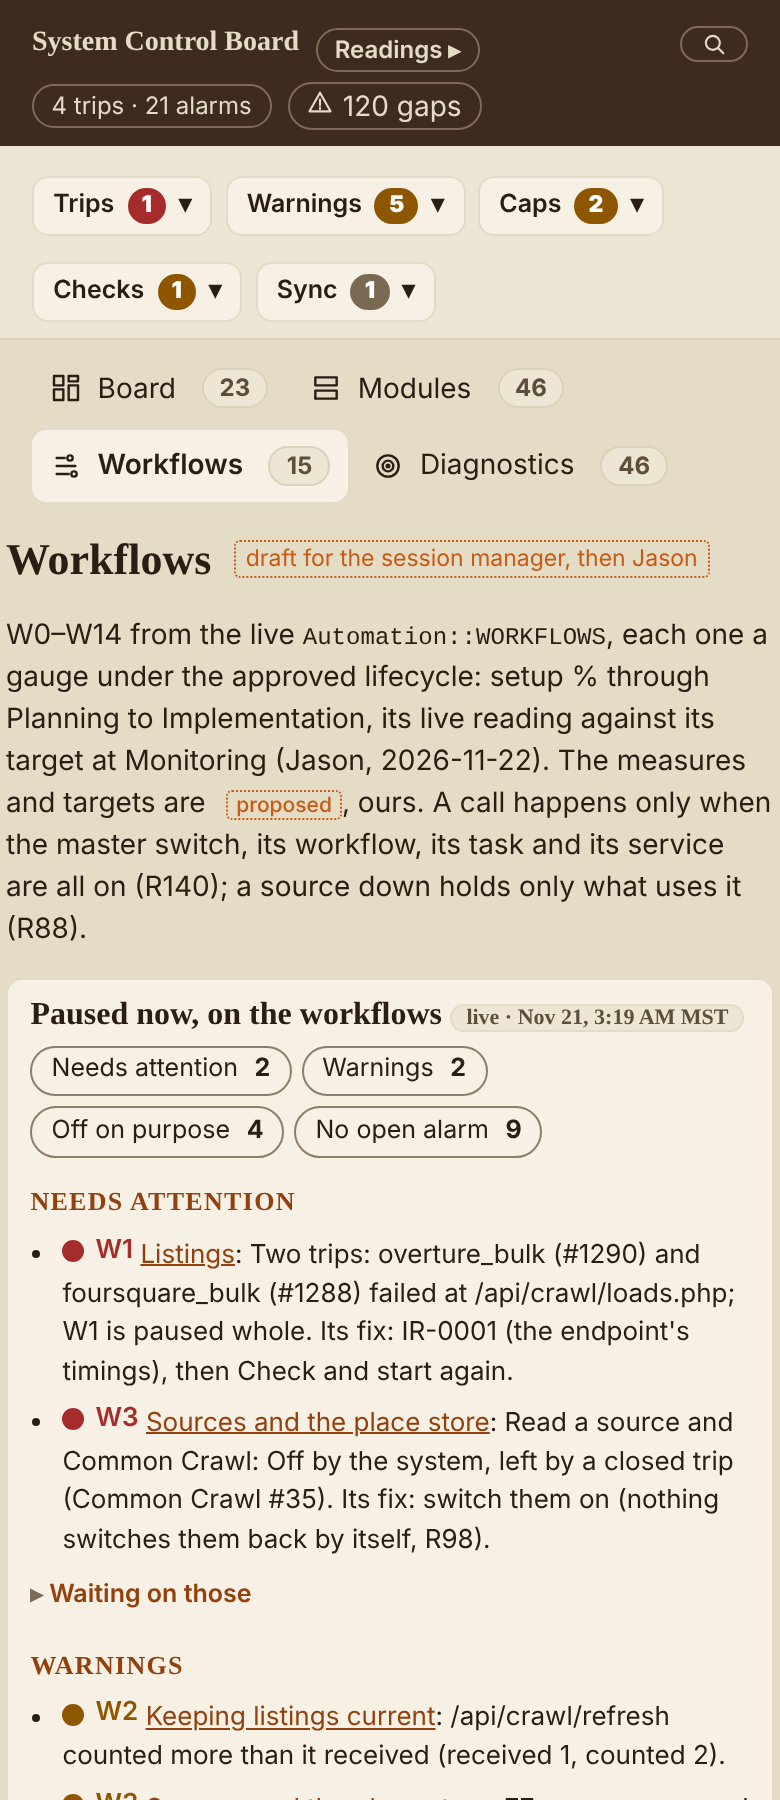 System Control Board
Readings ▸
4 trips · 21 alarms
120 gaps
Trips 1 ▾
Warnings 5 ▾
Caps 2 ▾
Checks 1 ▾
Sync 1 ▾
Board 23
Modules 46
Workflows 15
Diagnostics 46
Workflows draft for the session manager, then Jason
W0–W14 from the live Automation::WORKFLOWS, each one a
gauge under the approved lifecycle: setup % through
Planning to Implementation, its live reading against its
target at Monitoring (Jason, 2026-11-22). The measures
and targets are proposed, ours. A call happens only when
the master switch, its workflow, its task and its service
are all on (R140); a source down holds only what uses it
(R88).
Paused now, on the workflows live · Nov 21, 3:19 AM MST
Needs attention 2
Warnings 2
Off on purpose 4
No open alarm 9
NEEDS ATTENTION
• W1 Listings: Two trips: overture_bulk (#1290) and
foursquare_bulk (#1288) failed at /api/crawl/loads.php;
W1 is paused whole. Its fix: IR-0001 (the endpoint's
timings), then Check and start again.
• W3 Sources and the place store: Read a source and
Common Crawl: Off by the system, left by a closed trip
(Common Crawl #35). Its fix: switch them on (nothing
switches them back by itself, R98).
▸ Waiting on those
WARNINGS
• W2 Keeping listings current: /api/crawl/refresh
counted more than it received (received 1, counted 2).